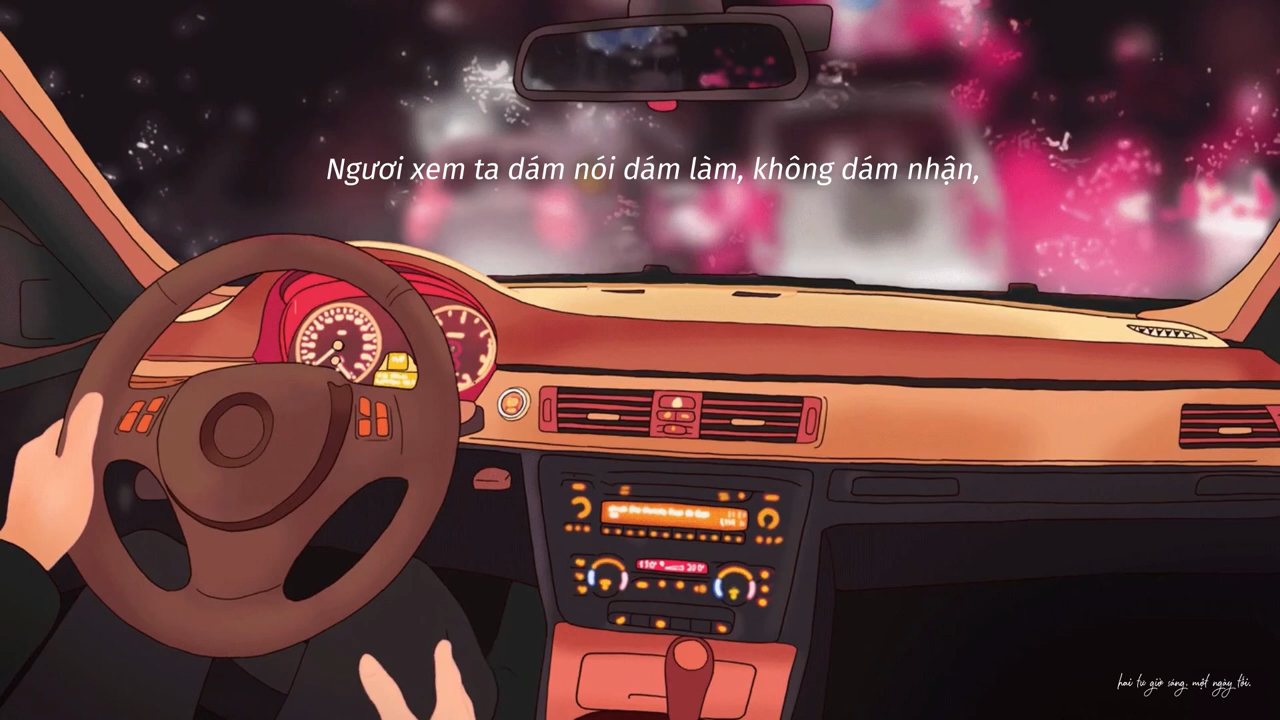 Ngươi xem ta dám nói dám làm, không dám nhận,
hai tư giờ sáng. một ngày tồi.